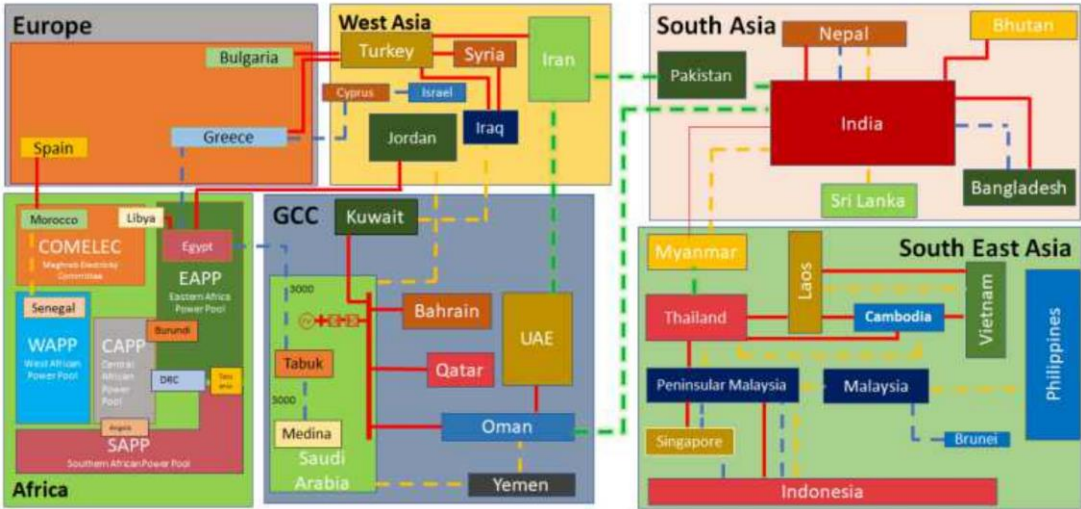 Europe
Bulgaria
Greece
Spain
West Asia
Turkey
Syria
Iran
Cyprus
Israel
Jordan
Iraq
South Asia
Nepal
Bhutan
Pakistan
India
Sri Lanka
Bangladesh
Morocco
Libya
COMELEC
Maghreb Electricity
Committee
Egypt
EAPP
Eastern Africa
Power Pool
Senegal
WAPP
West African
Power Pool
CAPP
Central
African
Power
Pool
Burundi
DRC
Angola
SAPP
Southern African Power Pool
Africa
GCC
Kuwait
3000
Bahrain
UAE
Tabuk
Qatar
3000
Medina
Oman
Saudi
Arabia
Yemen
South East Asia
Myanmar
Laos
Vietnam
Philippines
Thailand
Cambodia
Peninsular Malaysia
Malaysia
Singapore
Brunei
Indonesia